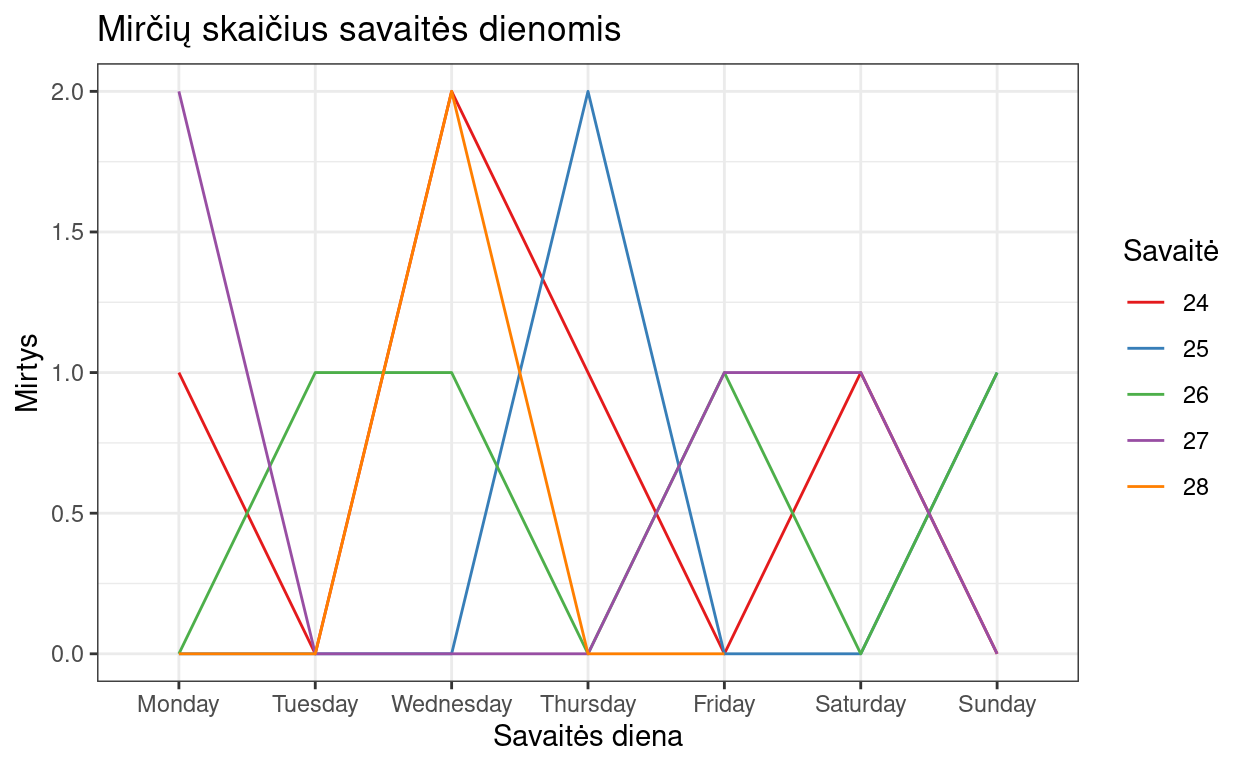 Mirčių skaičius savaitės dienomis
2.0
1.5
1.0
0.5
0.0
Mirtys
Monday Tuesday Wednesday Thursday Friday Saturday Sunday
Savaitės diena
Savaitė
24
25
26
27
28